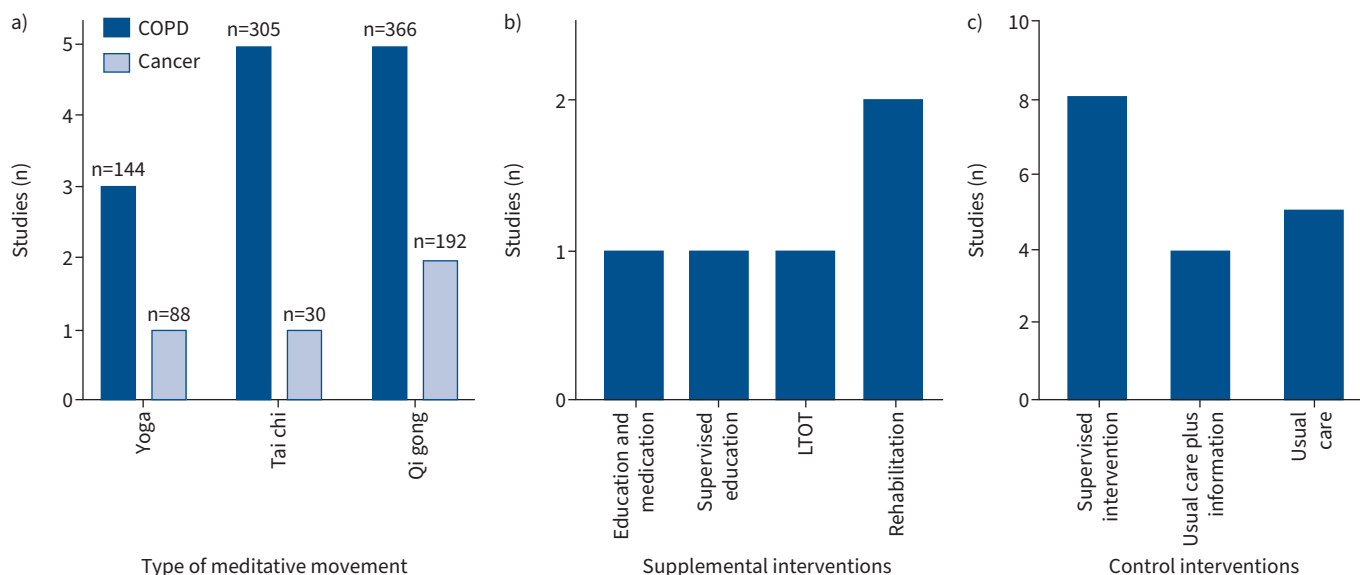 a)
COPD
Cancer
n=144
n=88
n=305
n=30
n=366
n=192
5
4
3
2
1
0
Studies (n)
Yoga
Tai chi
Qi gong
Type of meditative movement
b)
2
1
0
Studies (n)
Education and
medication
Supervised
education
LTOT
Rehabilitation
Supplemental interventions
c)
10
8
6
4
2
0
Studies (n)
Supervised
intervention
Usual care plus
information
Usual
care
Control interventions